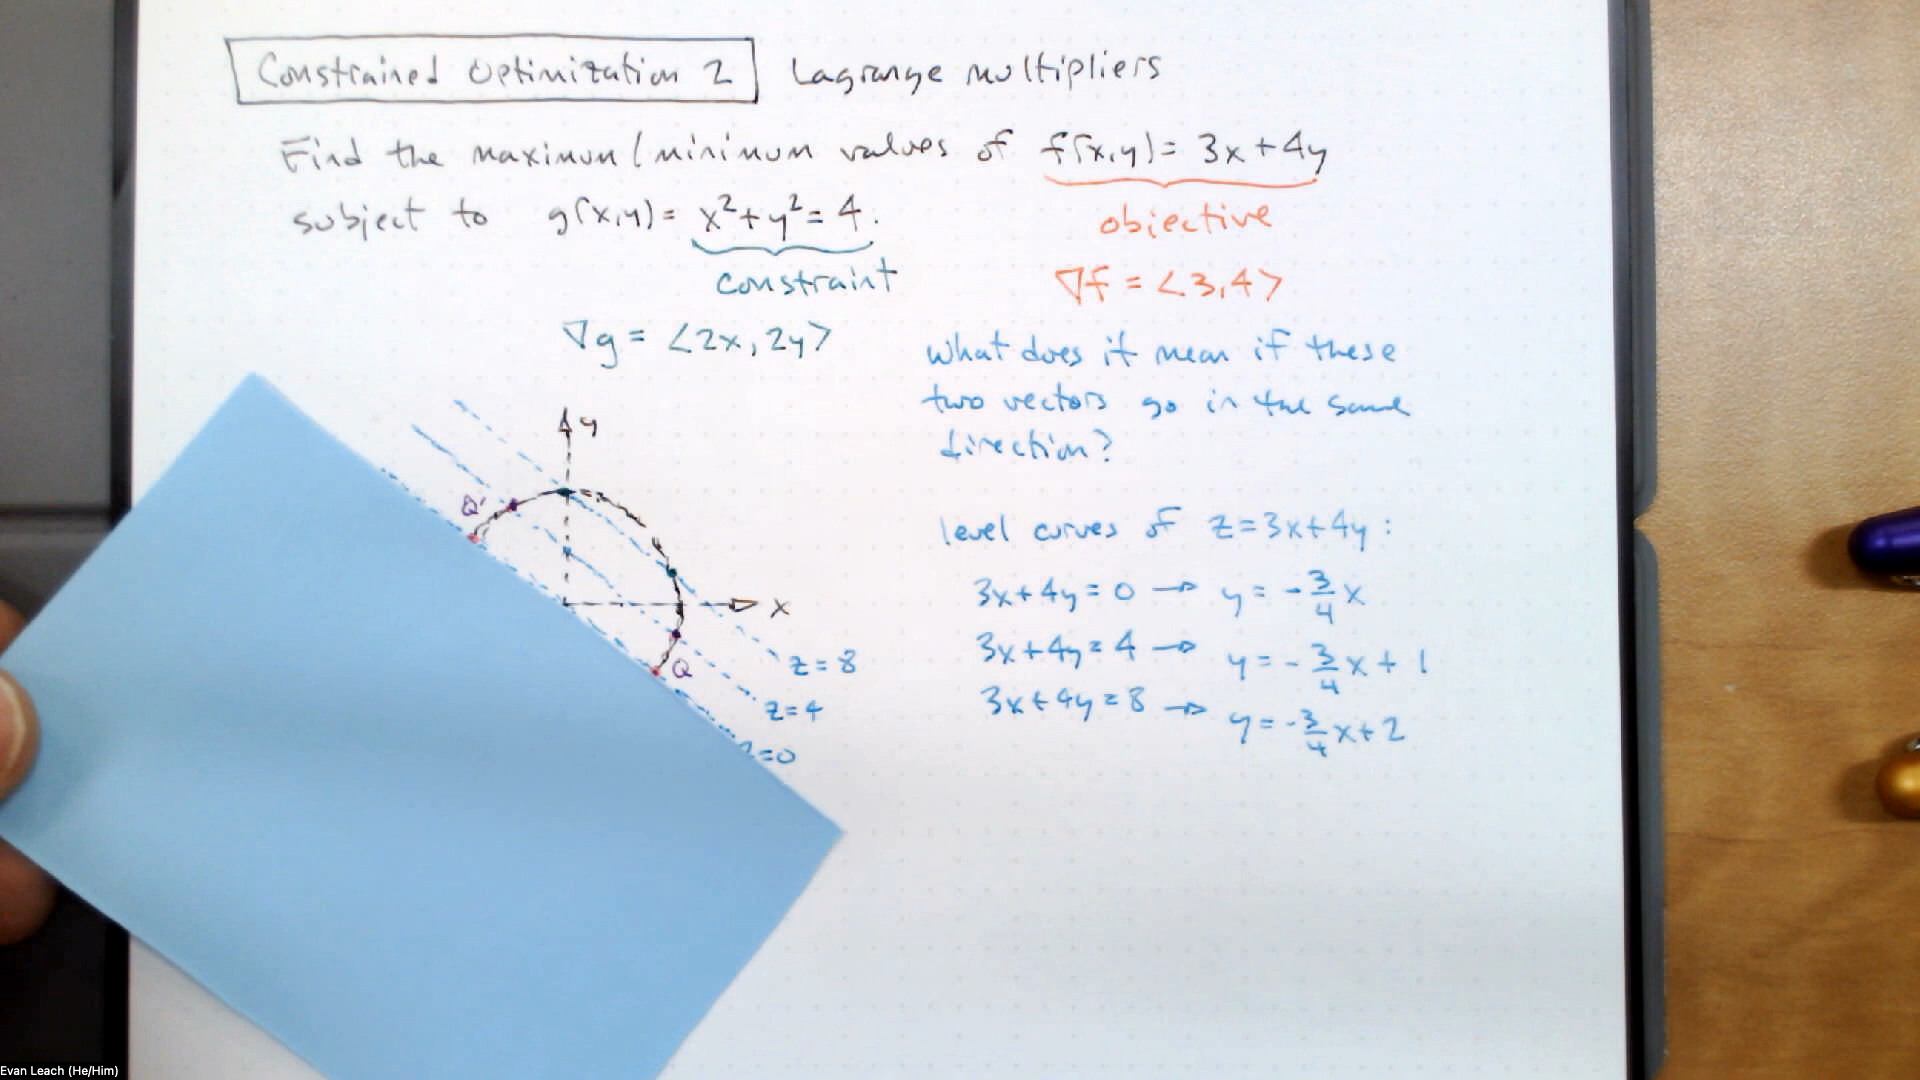 Constrained Optimization 2 Lagrange multipliers
Find the maximum/minimum values of f(x,y) = 3x+4y
subject to g(x,y) = x²+y² = 4.
objective
constraint
∇f = <3,4>
∇g = <2x, 2y>
What does it mean if these
two vectors go in the same
direction?
y
Q'
level curves of z=3x+4y:
3x+4y = 0 → y = -3/4 x
x
3x+4y = 4 → y = -3/4 x + 1
z = 8
Q
3x+4y = 8 → y = -3/4 x + 2
z=4
=0
Evan Leach (He/Him)